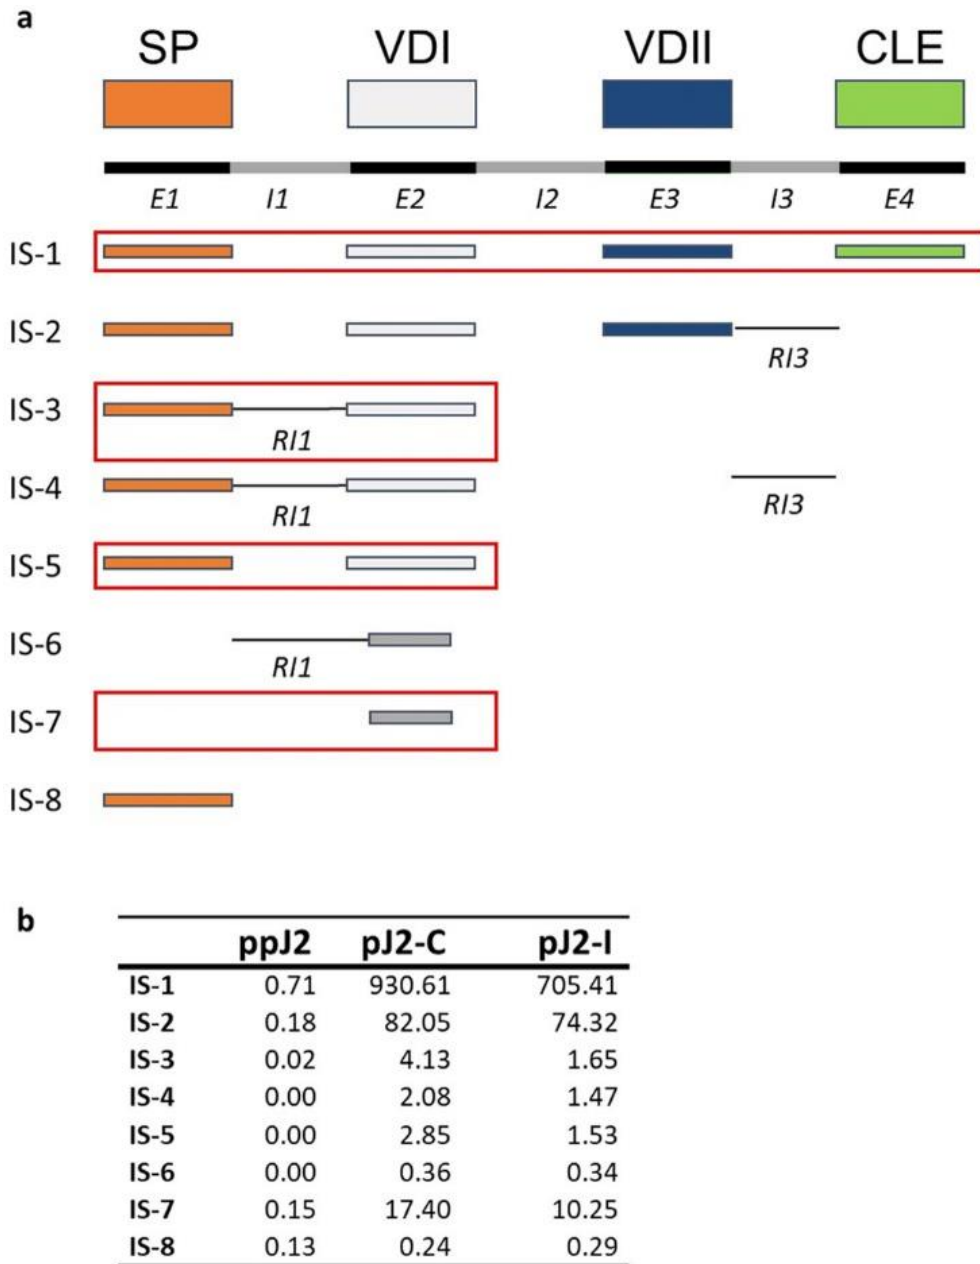 a
SP VDI VDII CLE
E1 I1 E2 I2 E3 I3 E4
IS-1
IS-2
RI3
IS-3
RI1
IS-4
RI1 RI3
IS-5
IS-6
RI1
IS-7
IS-8
b
ppJ2 pJ2-C pJ2-I
IS-1 0.71 930.61 705.41
IS-2 0.18 82.05 74.32
IS-3 0.02 4.13 1.65
IS-4 0.00 2.08 1.47
IS-5 0.00 2.85 1.53
IS-6 0.00 0.36 0.34
IS-7 0.15 17.40 10.25
IS-8 0.13 0.24 0.29